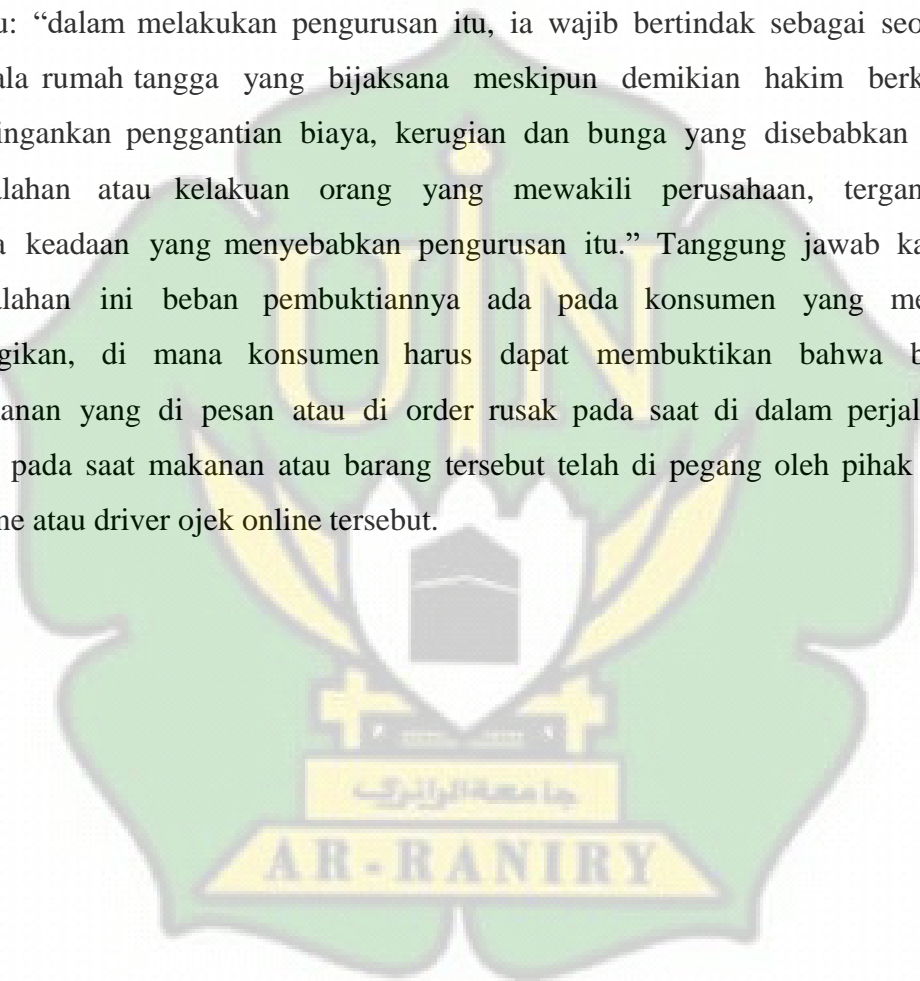 u: “dalam melakukan pengurusan itu, ia wajib bertindak sebagai seo
ala rumah tangga yang bijaksana meskipun demikian hakim berk
ingankan penggantian biaya, kerugian dan bunga yang disebabkan
alahan atau kelakuan orang yang mewakili perusahaan, tergan
a keadaan yang menyebabkan pengurusan itu.” Tanggung jawab ka
alahan ini beban pembuktiannya ada pada konsumen yang me
gikan, di mana konsumen harus dapat membuktikan bahwa b
anan yang di pesan atau di order rusak pada saat di dalam perjal
pada saat makanan atau barang tersebut telah di pegang oleh pihak
ne atau driver ojek online tersebut.
UIN
جامعة الرانري
AR-RANIRY